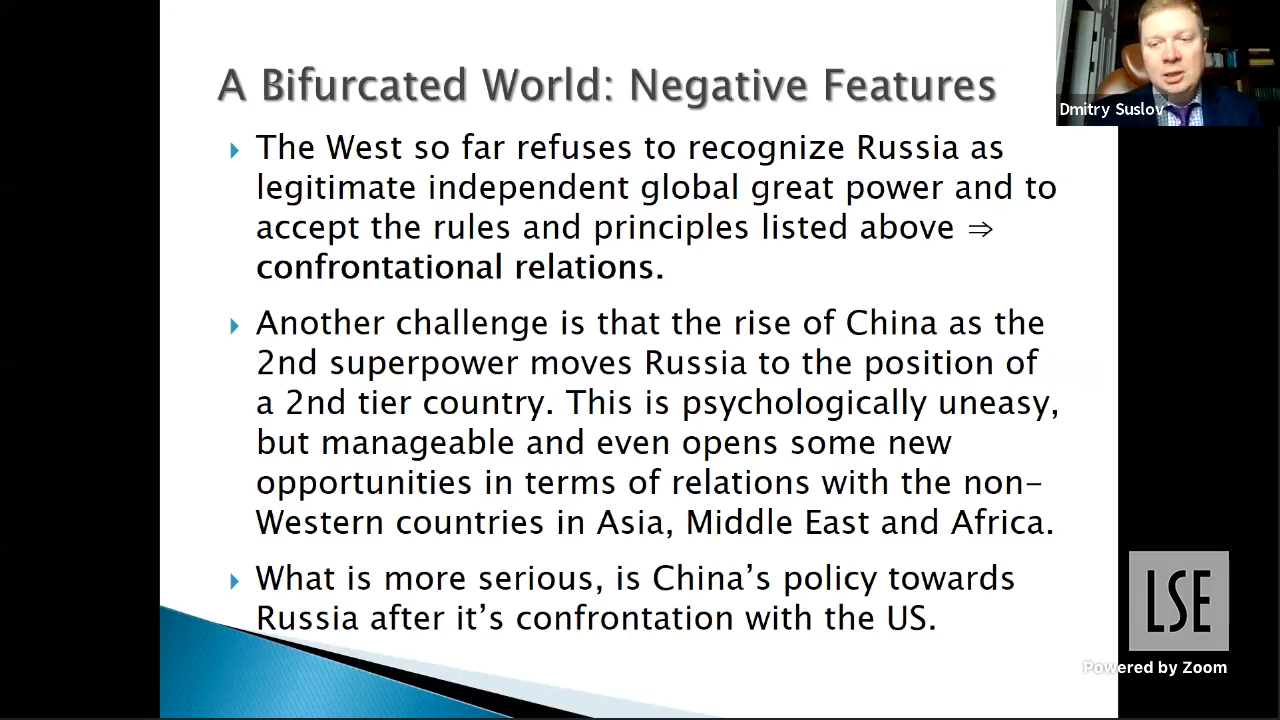 A Bifurcated World: Negative Features
The West so far refuses to recognize Russia as
legitimate independent global great power and to
accept the rules and principles listed above ⇒
confrontational relations.
Another challenge is that the rise of China as the
2nd superpower moves Russia to the position of
a 2nd tier country. This is psychologically uneasy,
but manageable and even opens some new
opportunities in terms of relations with the non-
Western countries in Asia, Middle East and Africa.
What is more serious, is China's policy towards
Russia after it's confrontation with the US.
Dmitry Suslov
LSE
Powered by Zoom